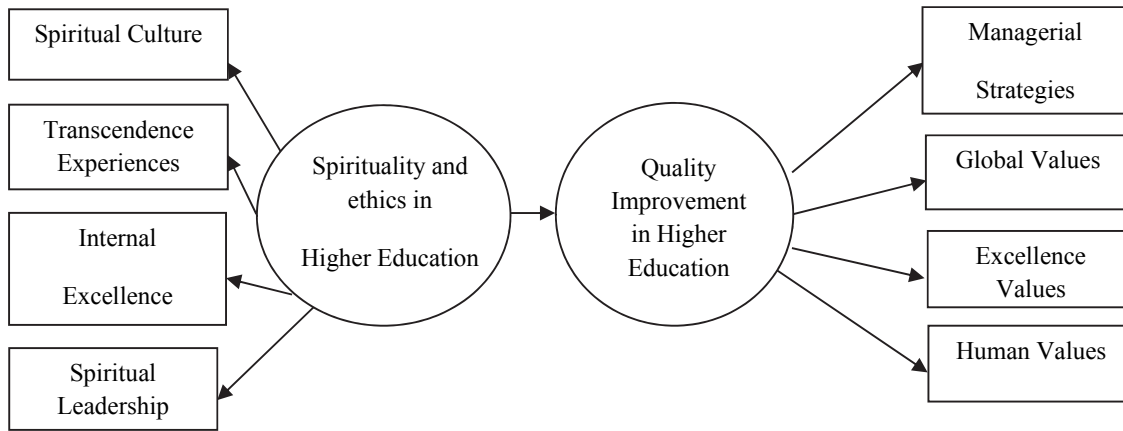 Spiritual Culture
Transcendence
Experiences
Internal
Excellence
Spiritual
Leadership
Spirituality and
ethics in
Higher Education
Quality
Improvement
in Higher
Education
Managerial
Strategies
Global Values
Excellence
Values
Human Values